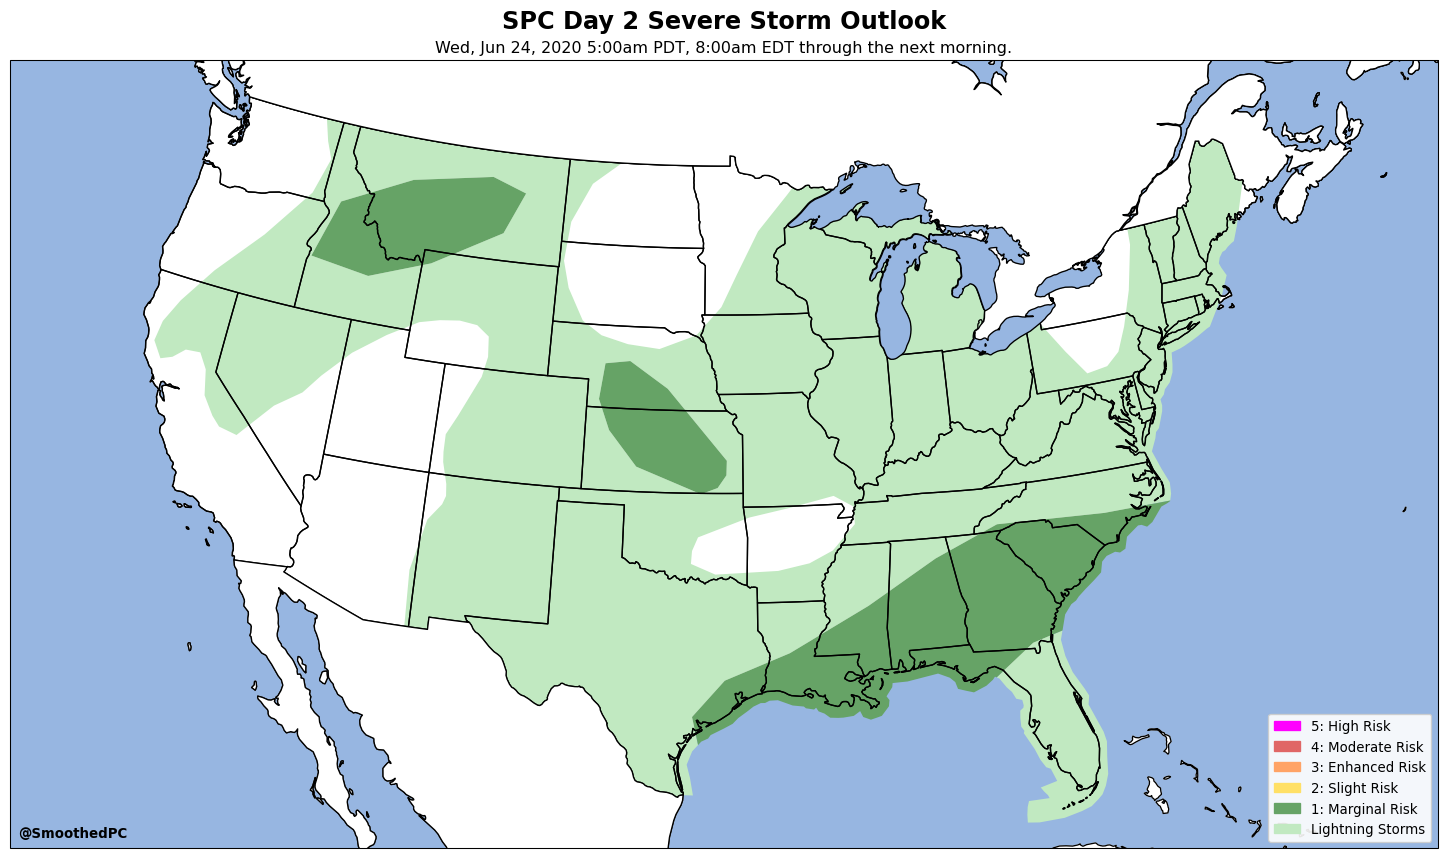 SPC Day 2 Severe Storm Outlook
Wed, Jun 24, 2020 5:00am PDT, 8:00am EDT through the next morning.
5: High Risk
4: Moderate Risk
3: Enhanced Risk
2: Slight Risk
1: Marginal Risk
Lightning Storms
@SmoothedPC